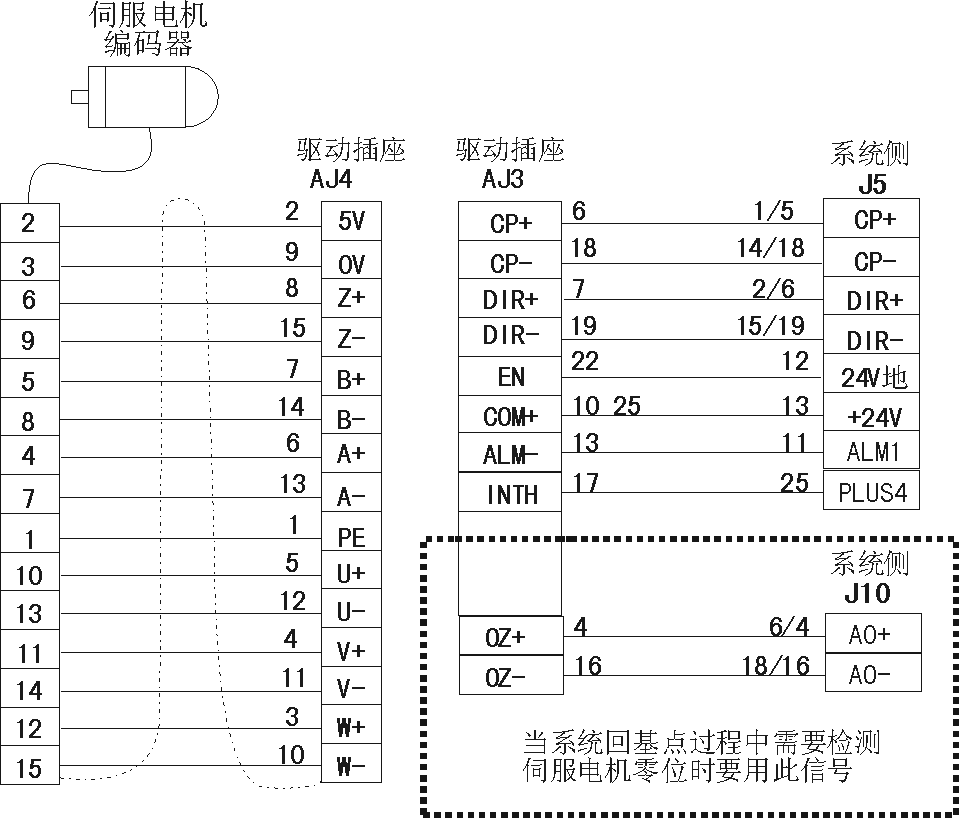 伺服电机
编码器
驱动插座
AJ4
驱动插座
AJ3
系统侧
J5
2 2 5V
3 9 0V
6 8 Z+
9 15 Z-
5 7 B+
8 14 B-
4 6 A+
7 13 A-
1 1 PE
10 5 U+
13 12 U-
11 4 V+
14 11 V-
12 3 W+
15 10 W-
CP+ 6 1/5 CP+
CP- 18 14/18 CP-
DIR+ 7 2/6 DIR+
DIR- 19 15/19 DIR-
EN 22 12 24V地
COM+ 10 25 13 +24V
ALM- 13 11 ALM1
INTH 17 25 PLUS4
系统侧
J10
OZ+ 4 6/4 AO+
OZ- 16 18/16 AO-
当系统回基点过程中需要检测
伺服电机零位时要用此信号